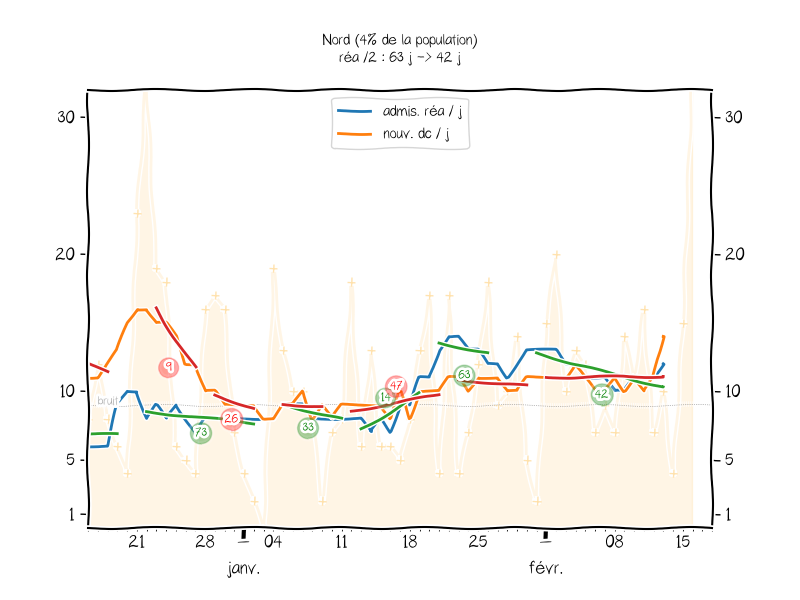 Nord (4% de la population)
réa /2 : 63 j -> 42 j
admis. réa / j
nouv. dc / j
30 30
20 20
10 10
5 5
1 1
bruit
9
26
73
33
14
47
63
42
21 28 04 11 18 25 08 15
janv. févr.